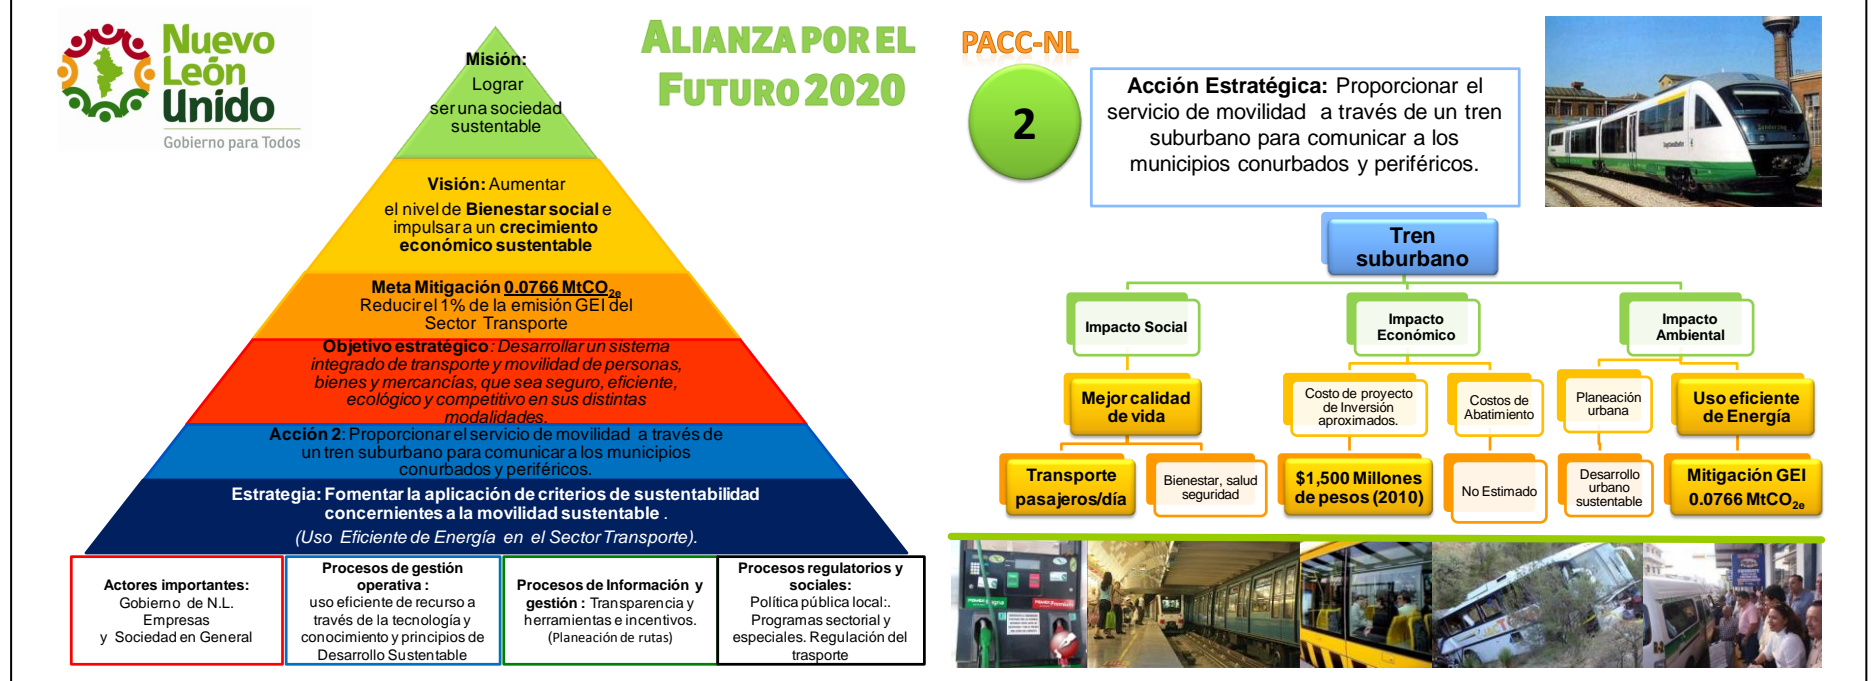 Nuevo
León
Unido
Gobierno para Todos
Misión:
Lograr
ser una sociedad
sustentable
Visión: Aumentar
el nivel de Bienestar social e
impulsar a un crecimiento
económico sustentable
Meta Mitigación 0.0766 MtCO2e
Reducir el 1% de la emisión GEI del
Sector Transporte
Objetivo estratégico: Desarrollar un sistema
integrado de transporte y movilidad de personas,
bienes y mercancías, que sea seguro, eficiente,
ecológico y competitivo en sus distintas
modalidades.
Acción 2: Proporcionar el servicio de movilidad a través de
un tren suburbano para comunicar a los municipios
conurbados y periféricos.
Estrategia: Fomentar la aplicación de criterios de sustentabilidad
concernientes a la movilidad sustentable .
(Uso Eficiente de Energía en el Sector Transporte).
Actores importantes:
Gobierno de N.L.
Empresas
y Sociedad en General
Procesos de gestión
operativa :
uso eficiente de recurso a
través de la tecnología y
conocimiento y principios de
Desarrollo Sustentable
Procesos de Información y
gestión : Transparencia y
herramientas e incentivos.
(Planeación de rutas)
Procesos regulatorios y
sociales:
Política pública local:.
Programas sectorial y
especiales. Regulación del
trasporte
ALIANZA POR EL
FUTURO 2020
PACC-NL
2
Acción Estratégica: Proporcionar el
servicio de movilidad a través de un tren
suburbano para comunicar a los
municipios conurbados y periféricos.
Tren
suburbano
Impacto Social
Impacto
Económico
Impacto
Ambiental
Mejor calidad
de vida
Costo de proyecto
de Inversión
aproximados.
Costos de
Abatimiento
Planeación
urbana
Uso eficiente
de Energía
Transporte
pasajeros/día
Bienestar, salud
seguridad
$1,500 Millones
de pesos (2010)
No Estimado
Desarrollo
urbano
sustentable
Mitigación GEI
0.0766 MtCO2e